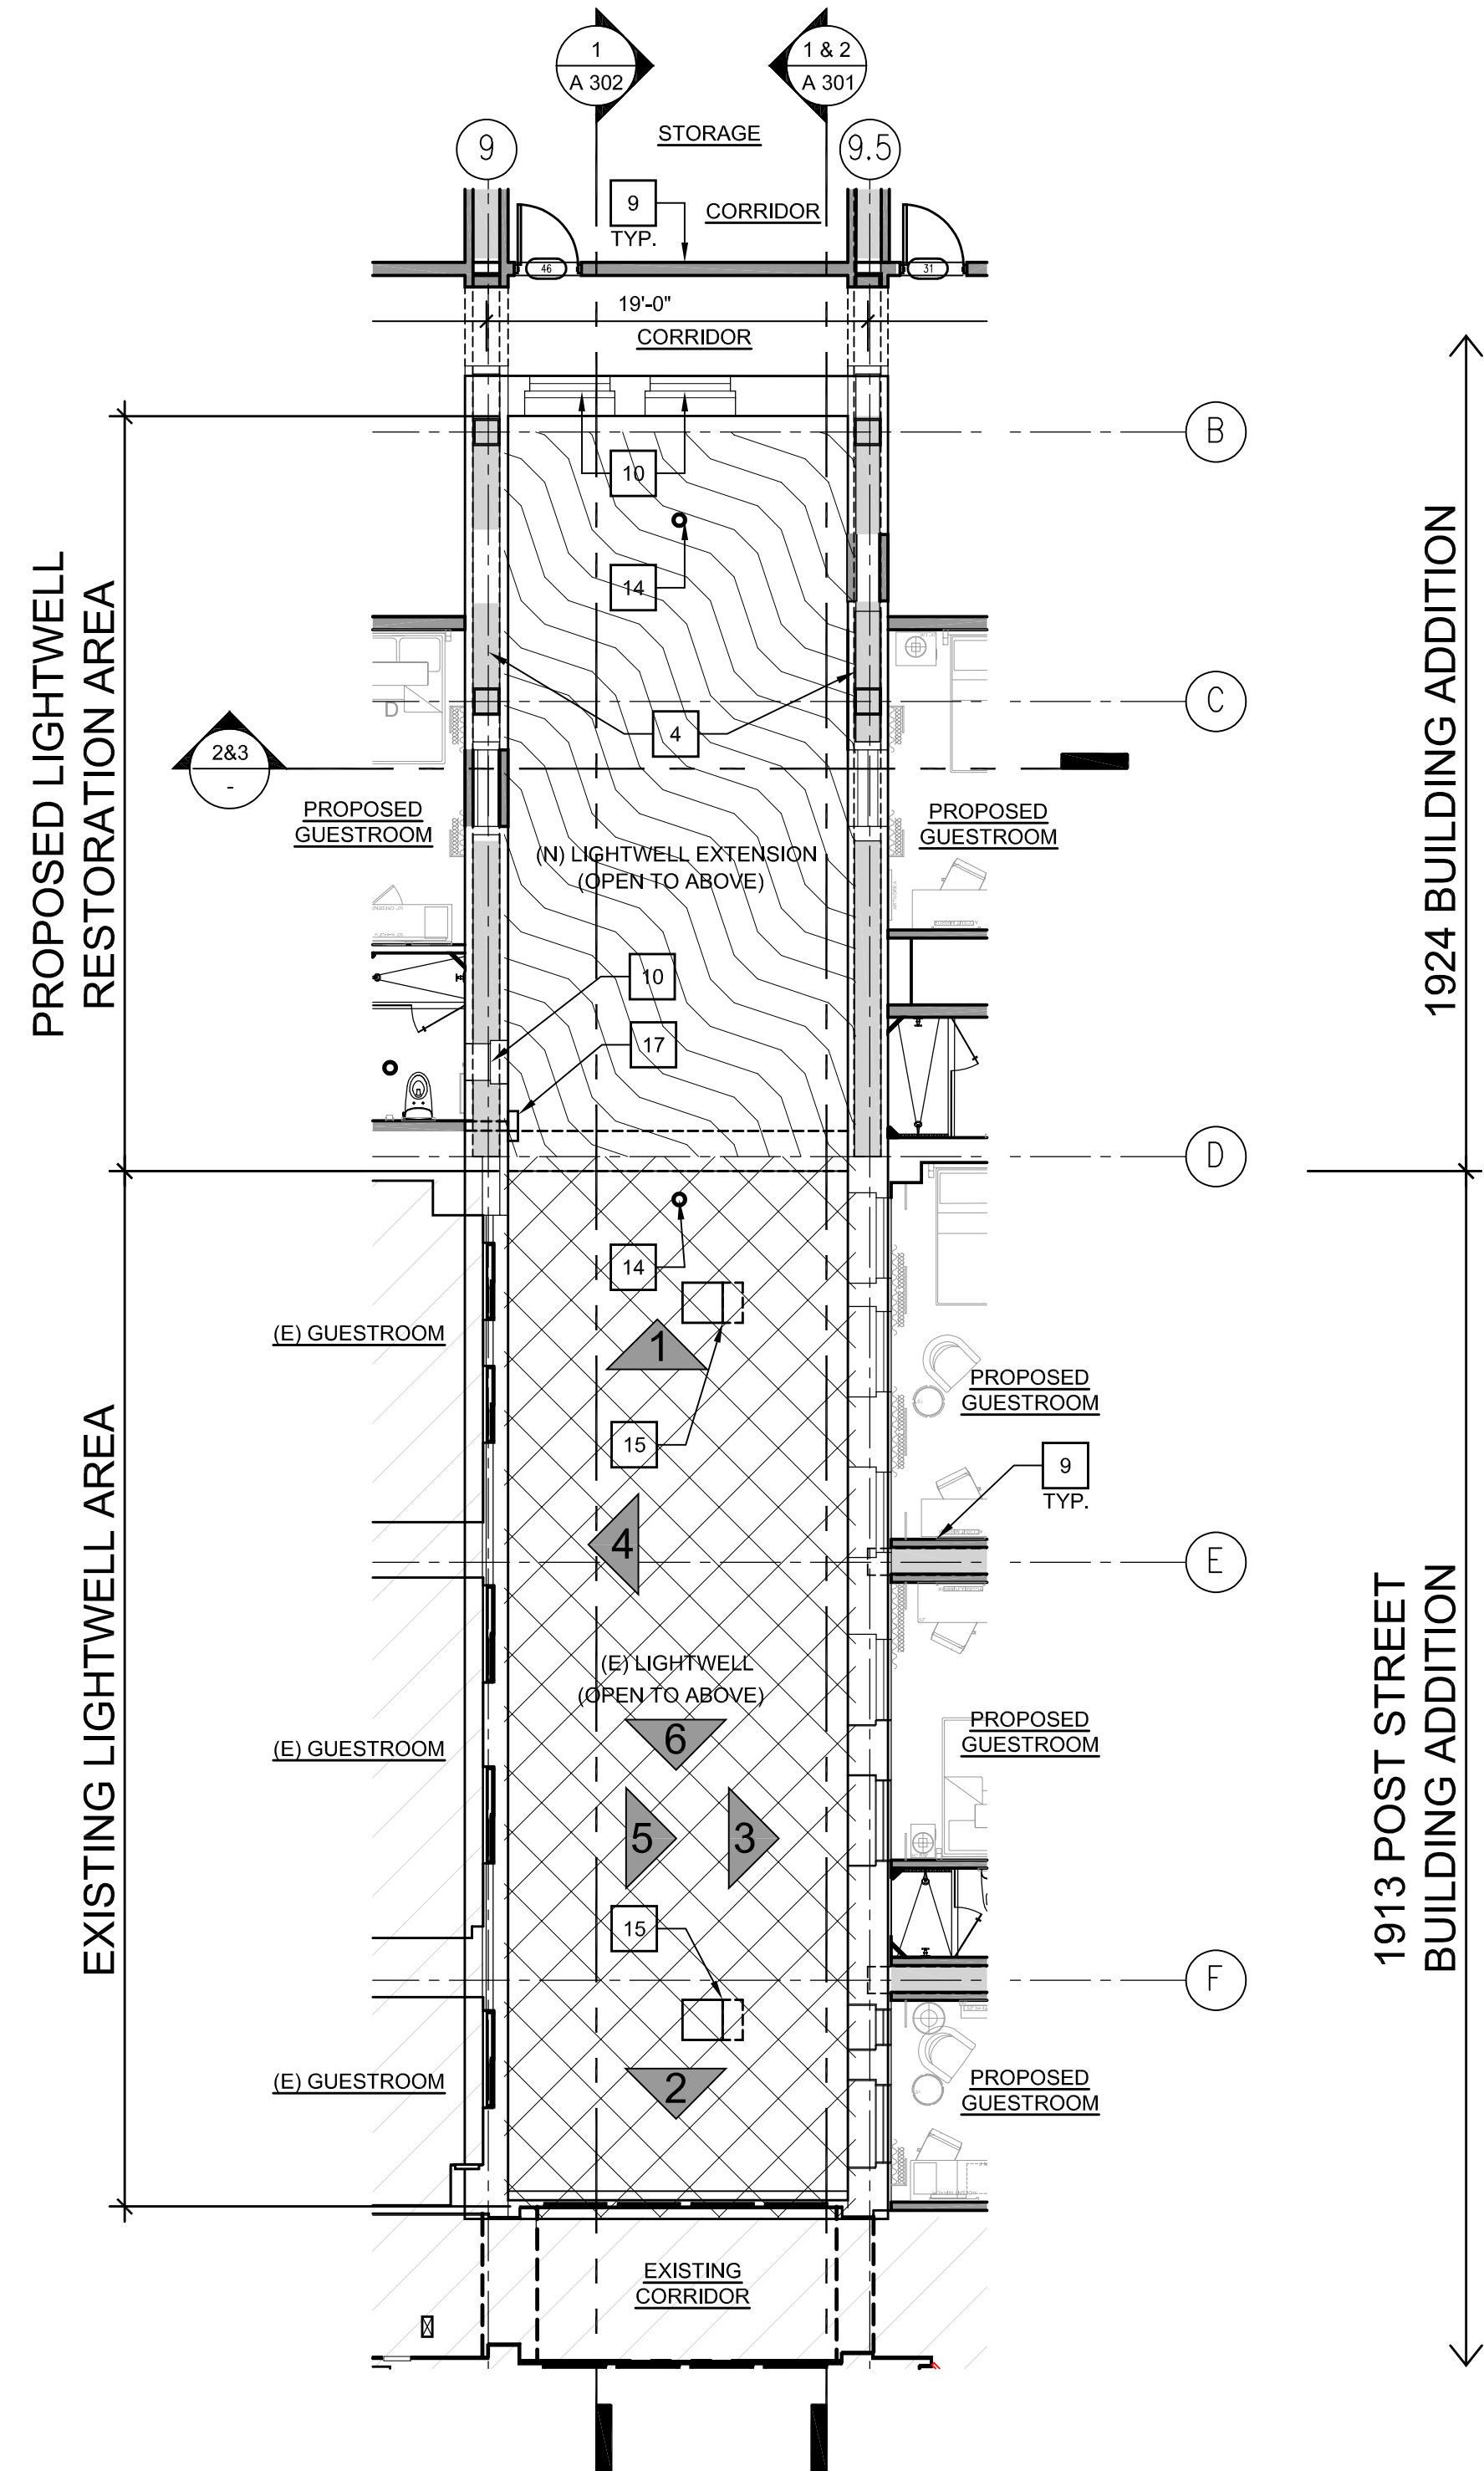 1
A 302
1 & 2
A 301
STORAGE
9
9.5
9
TYP.
CORRIDOR
46
31
19'-0"
CORRIDOR
B
10
14
PROPOSED LIGHTWELL
RESTORATION AREA
1924 BUILDING ADDITION
C
4
2&3
-
PROPOSED
GUESTROOM
PROPOSED
GUESTROOM
(N) LIGHTWELL EXTENSION
(OPEN TO ABOVE)
10
17
D
14
1
(E) GUESTROOM
PROPOSED
GUESTROOM
15
9
TYP.
4
E
EXISTING LIGHTWELL AREA
1913 POST STREET
BUILDING ADDITION
(E) LIGHTWELL
(OPEN TO ABOVE)
6
(E) GUESTROOM
PROPOSED
GUESTROOM
5
3
15
F
2
(E) GUESTROOM
PROPOSED
GUESTROOM
EXISTING
CORRIDOR